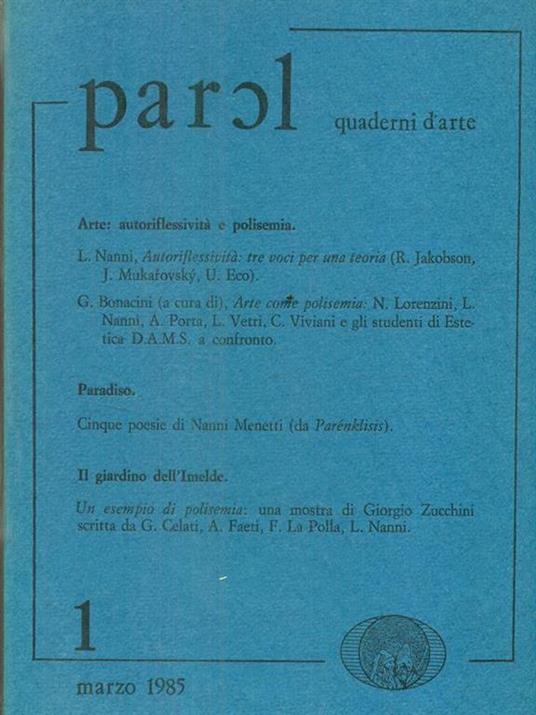 parɔl quaderni d'arte
Arte: autoriflessività e polisemia.
L. Nanni, Autoriflessività: tre voci per una teoria (R. Jakobson,
J. Mukařovský, U. Eco).
G. Bonacini (a cura di), Arte come polisemia: N. Lorenzini, L.
Nanni, A. Porta, L. Vetri, C. Viviani e gli studenti di Este-
tica D.A.M.S. a confronto.
Paradiso.
Cinque poesie di Nanni Menetti (da Parénklisis).
Il giardino dell'Imelde.
Un esempio di polisemia: una mostra di Giorgio Zucchini
scritta da G. Celati, A. Faeti, F. La Polla, L. Nanni.
1
marzo 1985